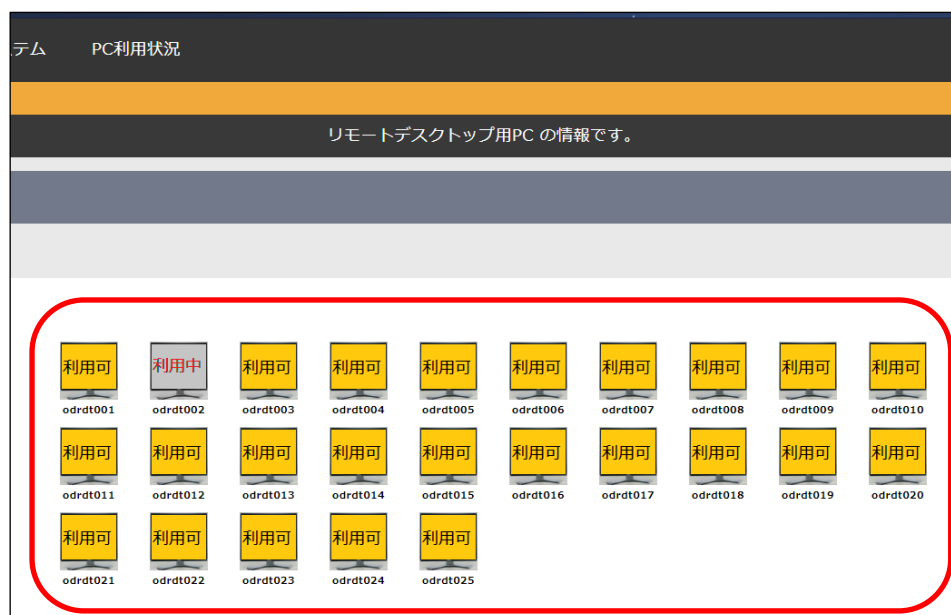 テム PC利用状況
リモートデスクトップ用PC の情報です。
利用可 利用中 利用可 利用可 利用可 利用可 利用可 利用可 利用可 利用可
odrdt001 odrdt002 odrdt003 odrdt004 odrdt005 odrdt006 odrdt007 odrdt008 odrdt009 odrdt010
利用可 利用可 利用可 利用可 利用可 利用可 利用可 利用可 利用可 利用可
odrdt011 odrdt012 odrdt013 odrdt014 odrdt015 odrdt016 odrdt017 odrdt018 odrdt019 odrdt020
利用可 利用可 利用可 利用可 利用可
odrdt021 odrdt022 odrdt023 odrdt024 odrdt025